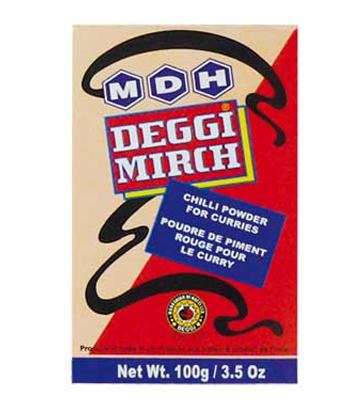 MDH
DEGGI®
MIRCH
CHILLI POWDER
FOR CURRIES
POUDRE DE PIMENT
ROUGE POUR
LE CURRY
DEGGI
Net Wt. 100g / 3.5 Oz